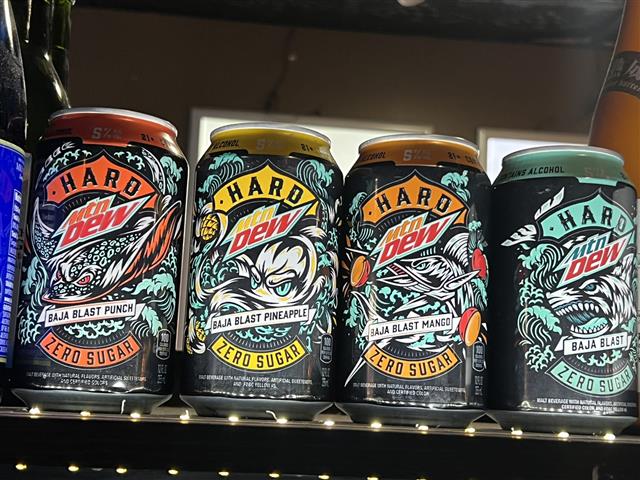 5%
21+
HARD
mtn
DEW
BAJA BLAST PUNCH
ZERO SUGAR
100
MALT BEVERAGE WITH NATURAL FLAVORS, ARTIFICIAL SWEETENERS
AND CERTIFIED COLORS
ALCOHOL
5%
21+
HARD
mtn
DEW
BAJA BLAST PINEAPPLE
ZERO SUGAR
100
MALT BEVERAGE WITH NATURAL FLAVORS, ARTIFICIAL SWEETENERS
AND FD&C YELLOW #5
5%
21+
HARD
mtn
DEW
BAJA BLAST MANGO
ZERO SUGAR
100
MALT BEVERAGE WITH NATURAL FLAVORS, ARTIFICIAL SWEETENERS
AND CERTIFIED COLOR
CONTAINS ALCOHOL
5%
HARD
mtn
DEW
BAJA BLAST
ZERO SUGAR
MALT BEVERAGE WITH NATURAL FLAVORS, ARTIFICIAL
CERTIFIED COLOR, AND FD&C YELLOW